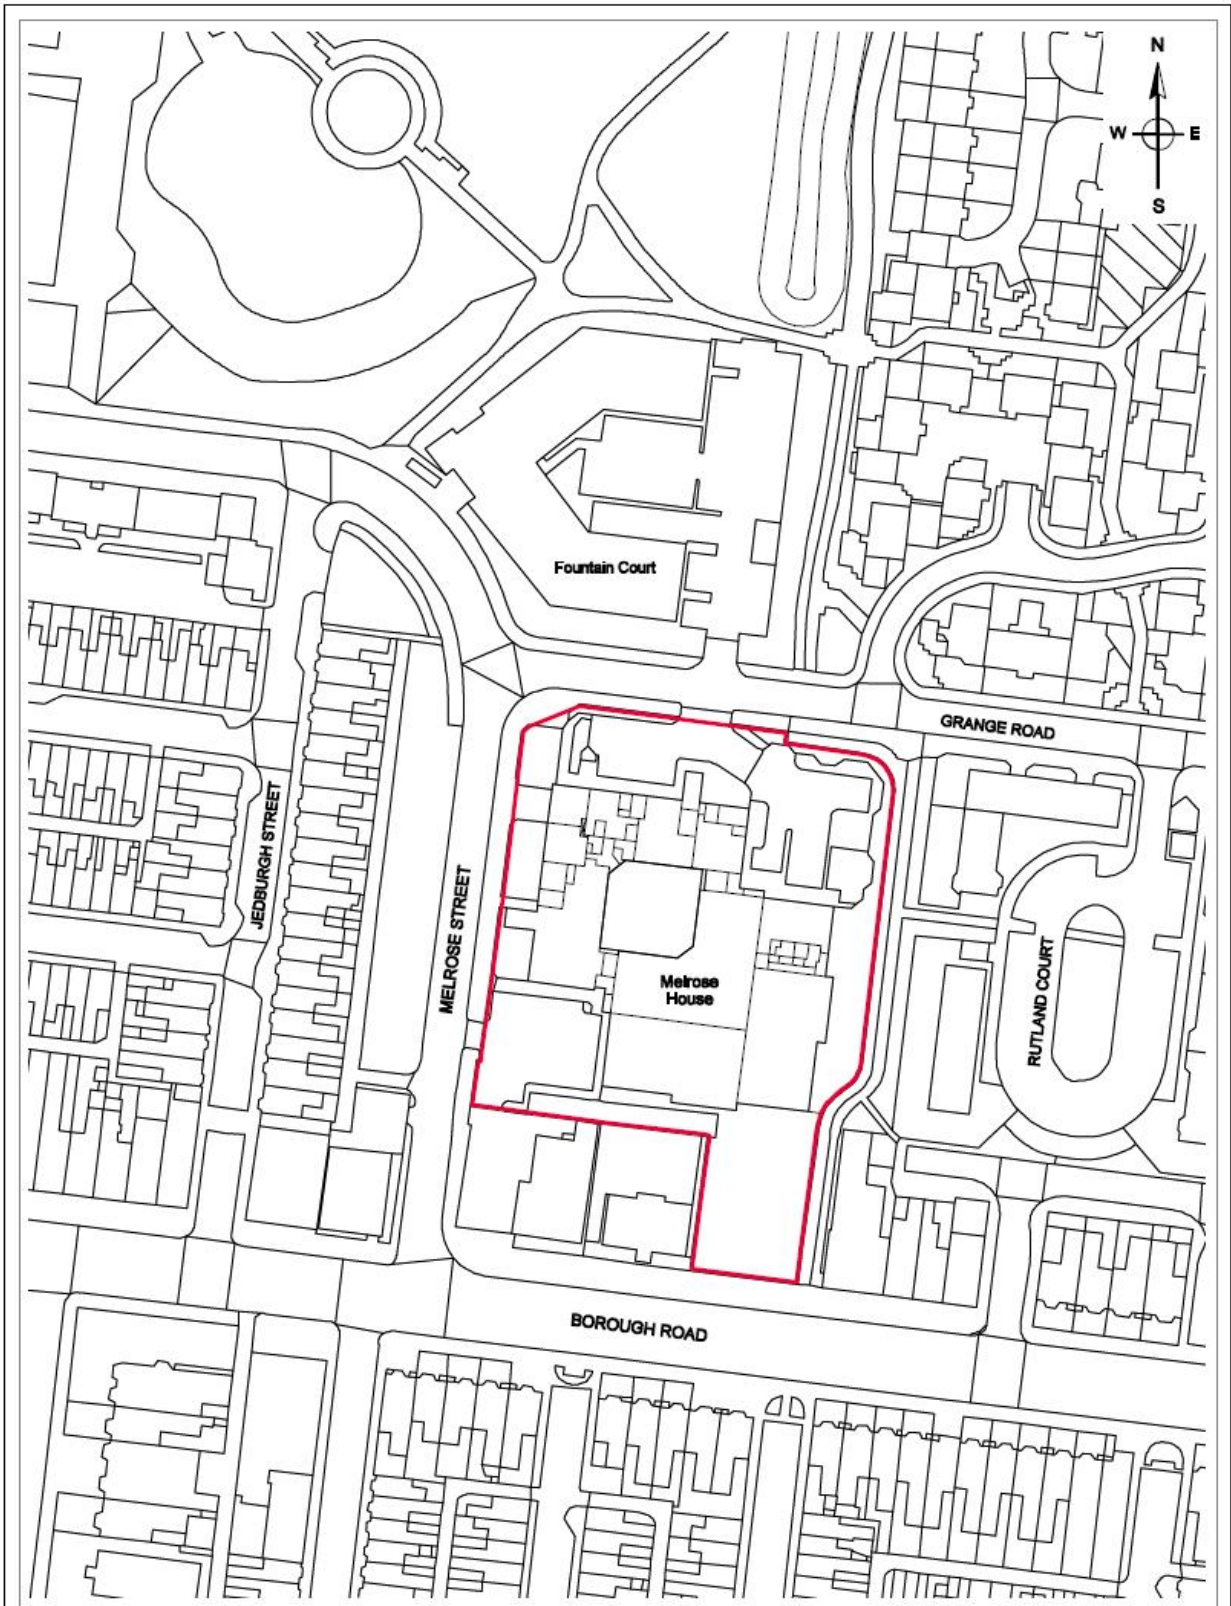 N
W E
S
Fountain Court
GRANGE ROAD
JEDBURGH STREET
MELROSE STREET
Melrose
House
RUTLAND COURT
BOROUGH ROAD